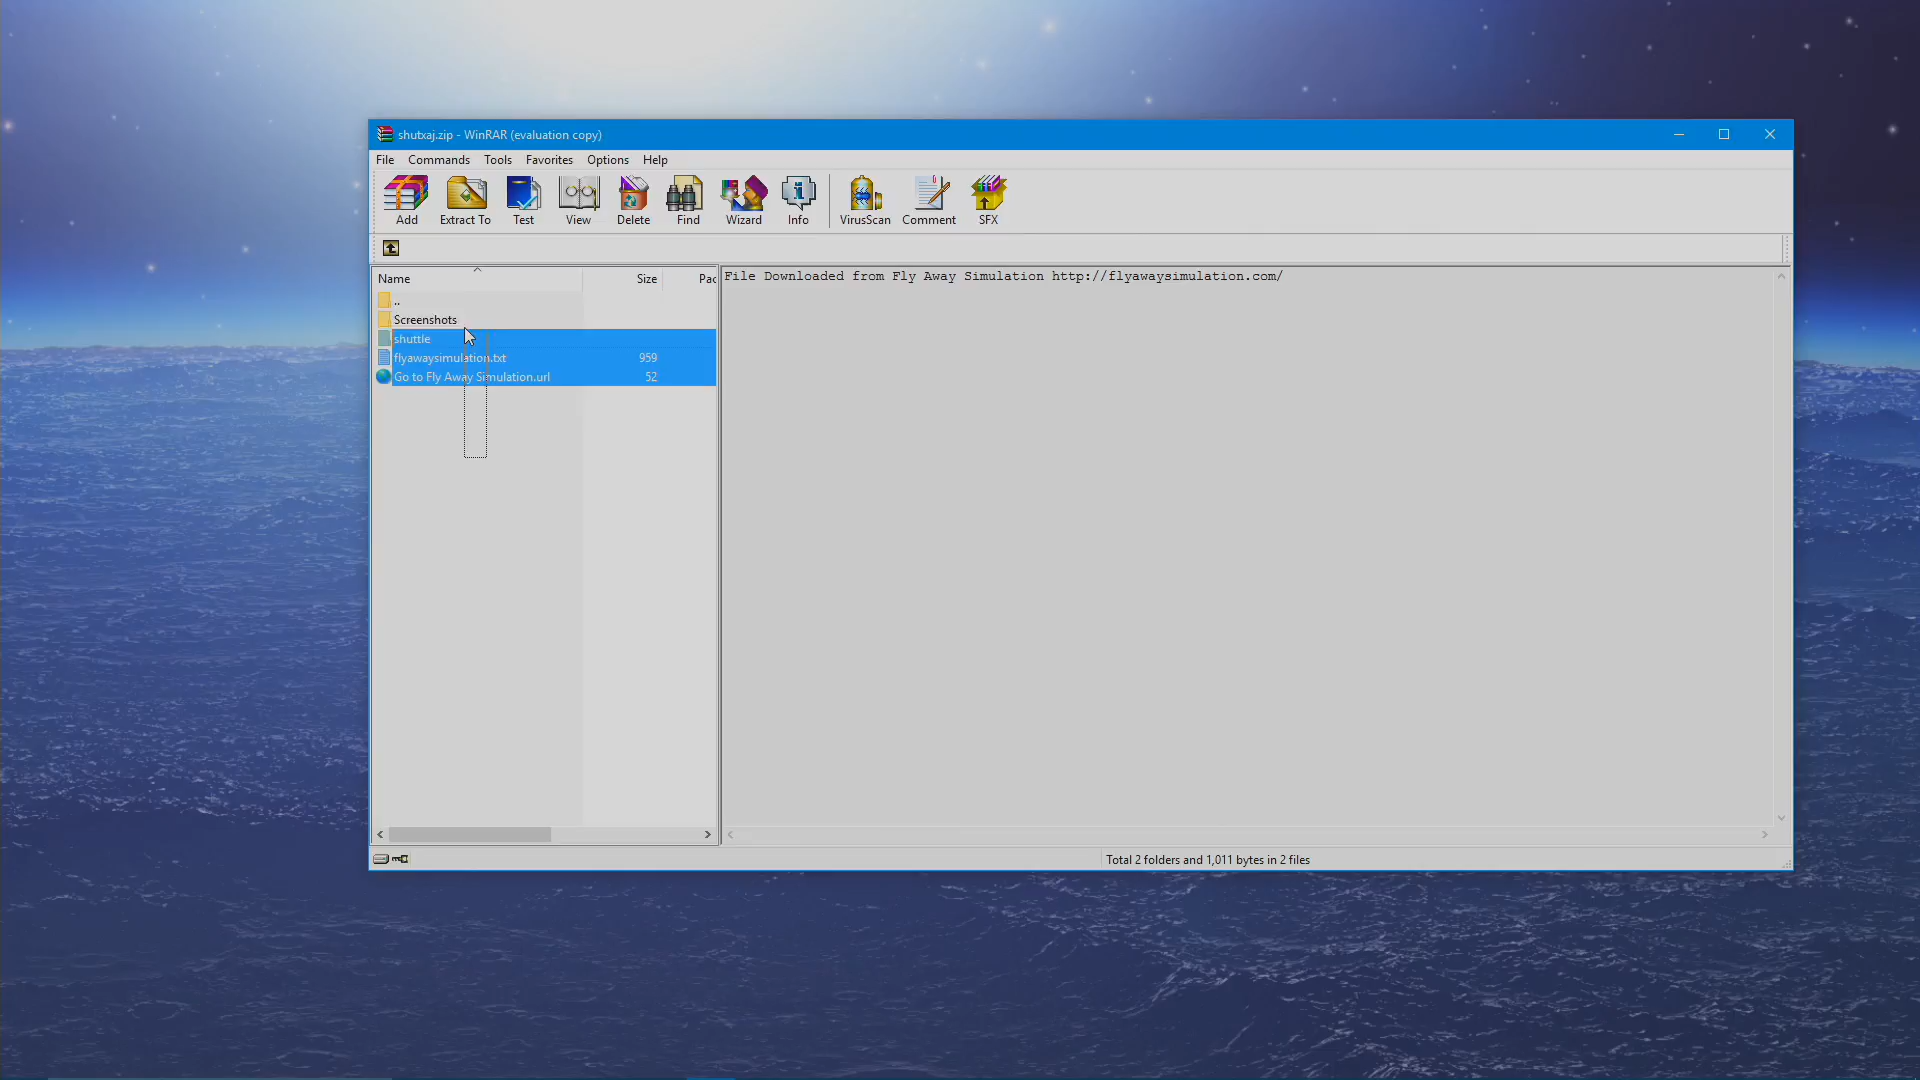 shutxaj.zip - WinRAR (evaluation copy)
File Commands Tools Favorites Options Help
Add Extract To Test View Delete Find Wizard Info VirusScan Comment SFX
Name Size Pac
..
Screenshots
shuttle
flyawaysimulation.txt 959
Go to Fly Away Simulation.url 52
File Downloaded from Fly Away Simulation http://flyawaysimulation.com/
Total 2 folders and 1,011 bytes in 2 files